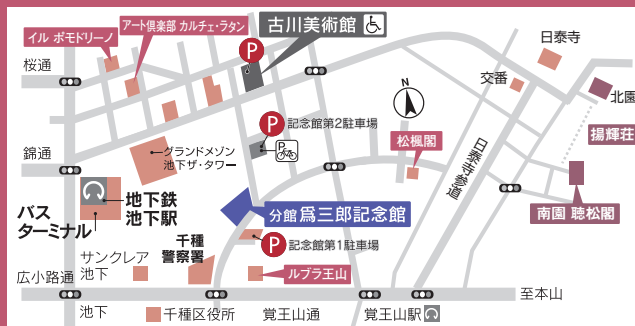 古川美術館
P
アート倶楽部 カルチェ・ラタン
イル ポモドリーノ
桜通
日泰寺
交番
北園
揚輝荘
N
P
記念館第2駐車場
P
松楓閣
日泰寺参道
錦通
グランドメゾン
池下ザ・タワー
地下鉄
池下駅
バス
ターミナル
分館 爲三郎記念館
南園 聴松閣
P
記念館第1駐車場
千種
警察署
サンクレア
池下
ルブラ王山
広小路通
至本山
池下
千種区役所
覚王山通
覚王山駅